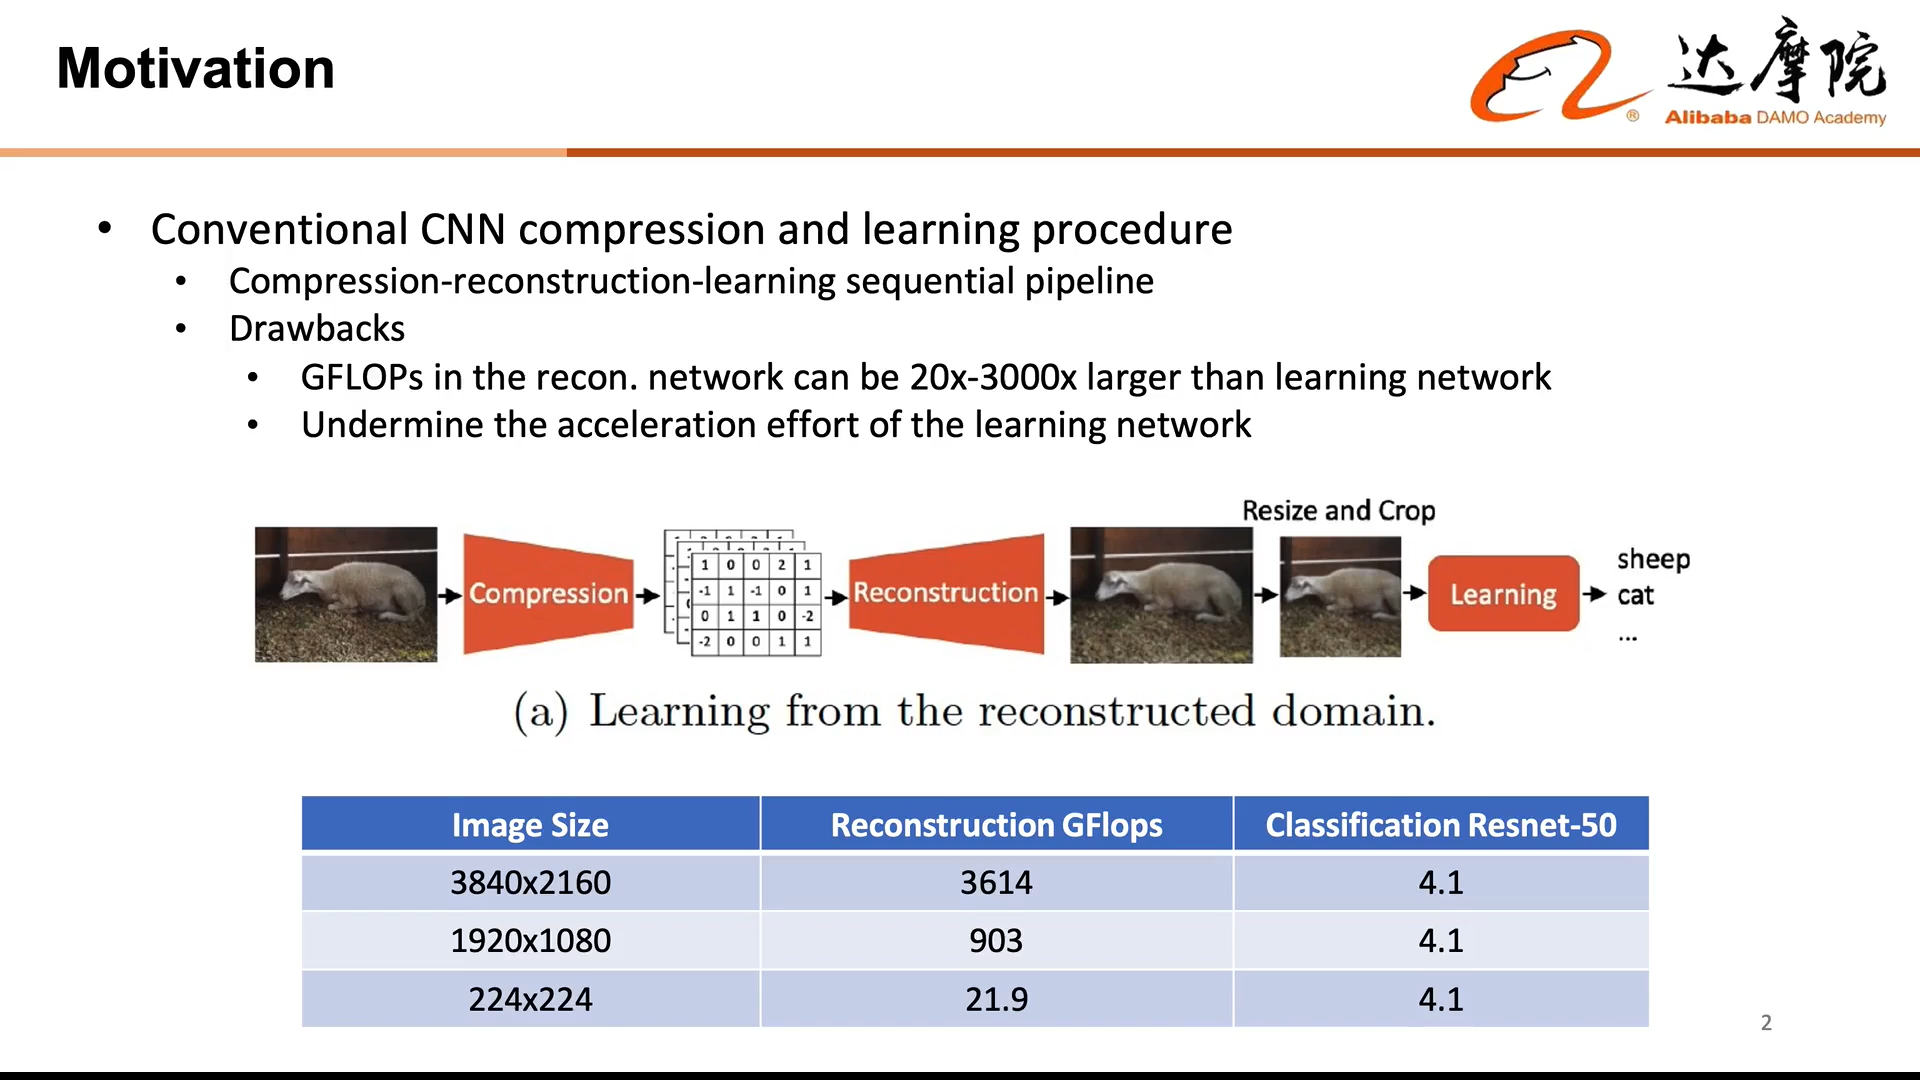 Motivation
达摩院
Alibaba DAMO Academy
®
• Conventional CNN compression and learning procedure
• Compression-reconstruction-learning sequential pipeline
• Drawbacks
• GFLOPs in the recon. network can be 20x-3000x larger than learning network
• Undermine the acceleration effort of the learning network
Resize and Crop
Compression
1 0 0 2 1
-1 1 -1 0 1
0 1 1 0 -2
-2 0 0 1 1
Reconstruction
Learning
sheep
cat
...
(a) Learning from the reconstructed domain.
Image Size Reconstruction GFlops Classification Resnet-50
3840x2160 3614 4.1
1920x1080 903 4.1
224x224 21.9 4.1
2